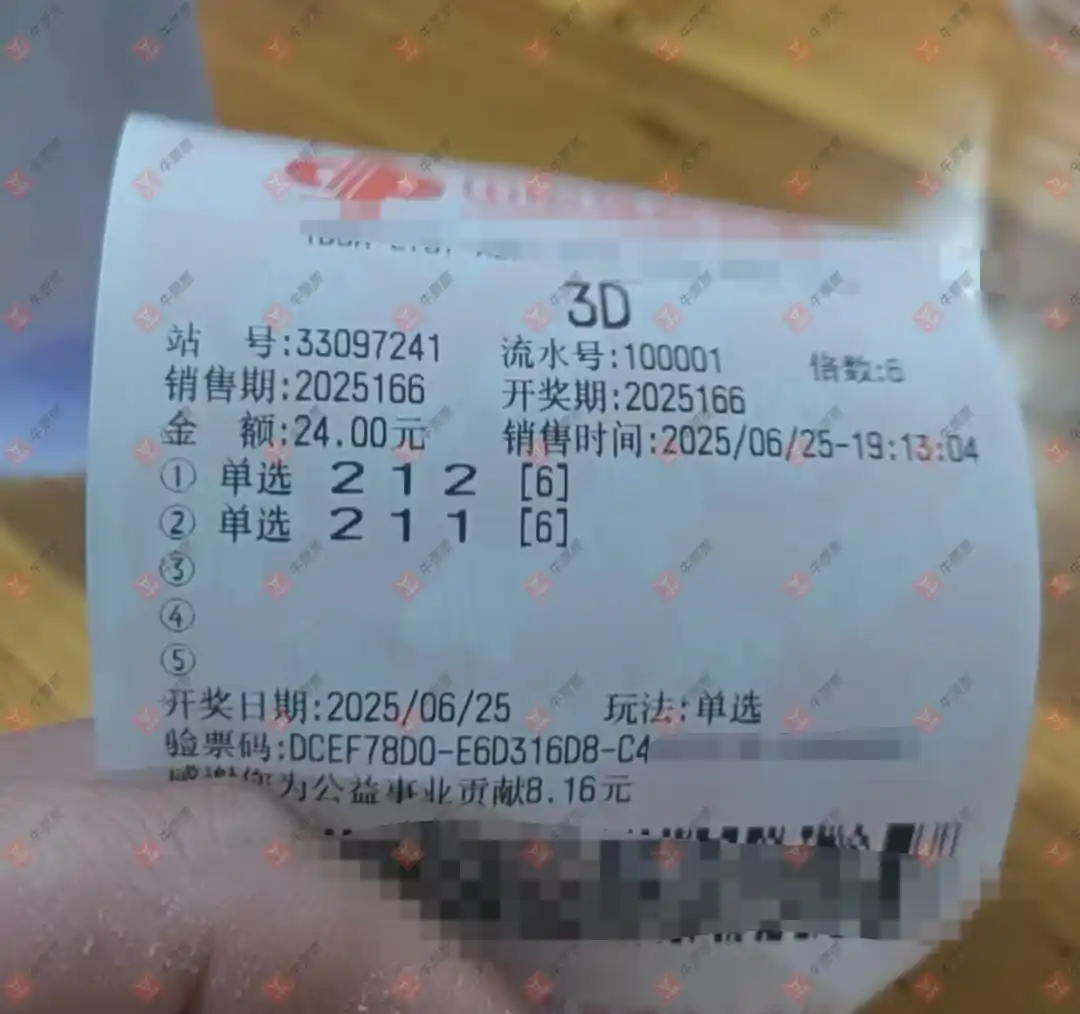 3D
站 号:33097241 流水号:100001 倍数:6
销售期:2025166 开奖期:2025166
金 额:24.00元 销售时间:2025/06/25-19:13:04
① 单选 2 1 2 [6]
② 单选 2 1 1 [6]
③
④
⑤
开奖日期:2025/06/25 玩法:单选
验票码:DCEF78D0-E6D316D8-C4
感谢您为公益事业贡献8.16元